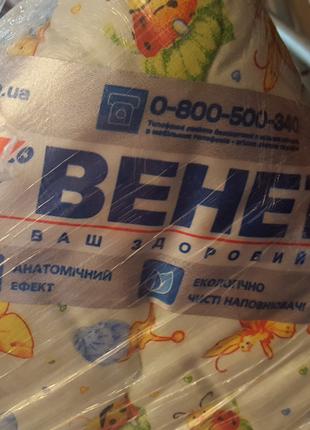 .ua
0-800-500-340
ВЕНЕ
ВАШ ЗДОРОВИЙ
АНАТОМІЧНИЙ
ЕФЕКТ
ЕКОЛОГІЧНО
ЧИСТІ НАПОВНЮВАЧІ